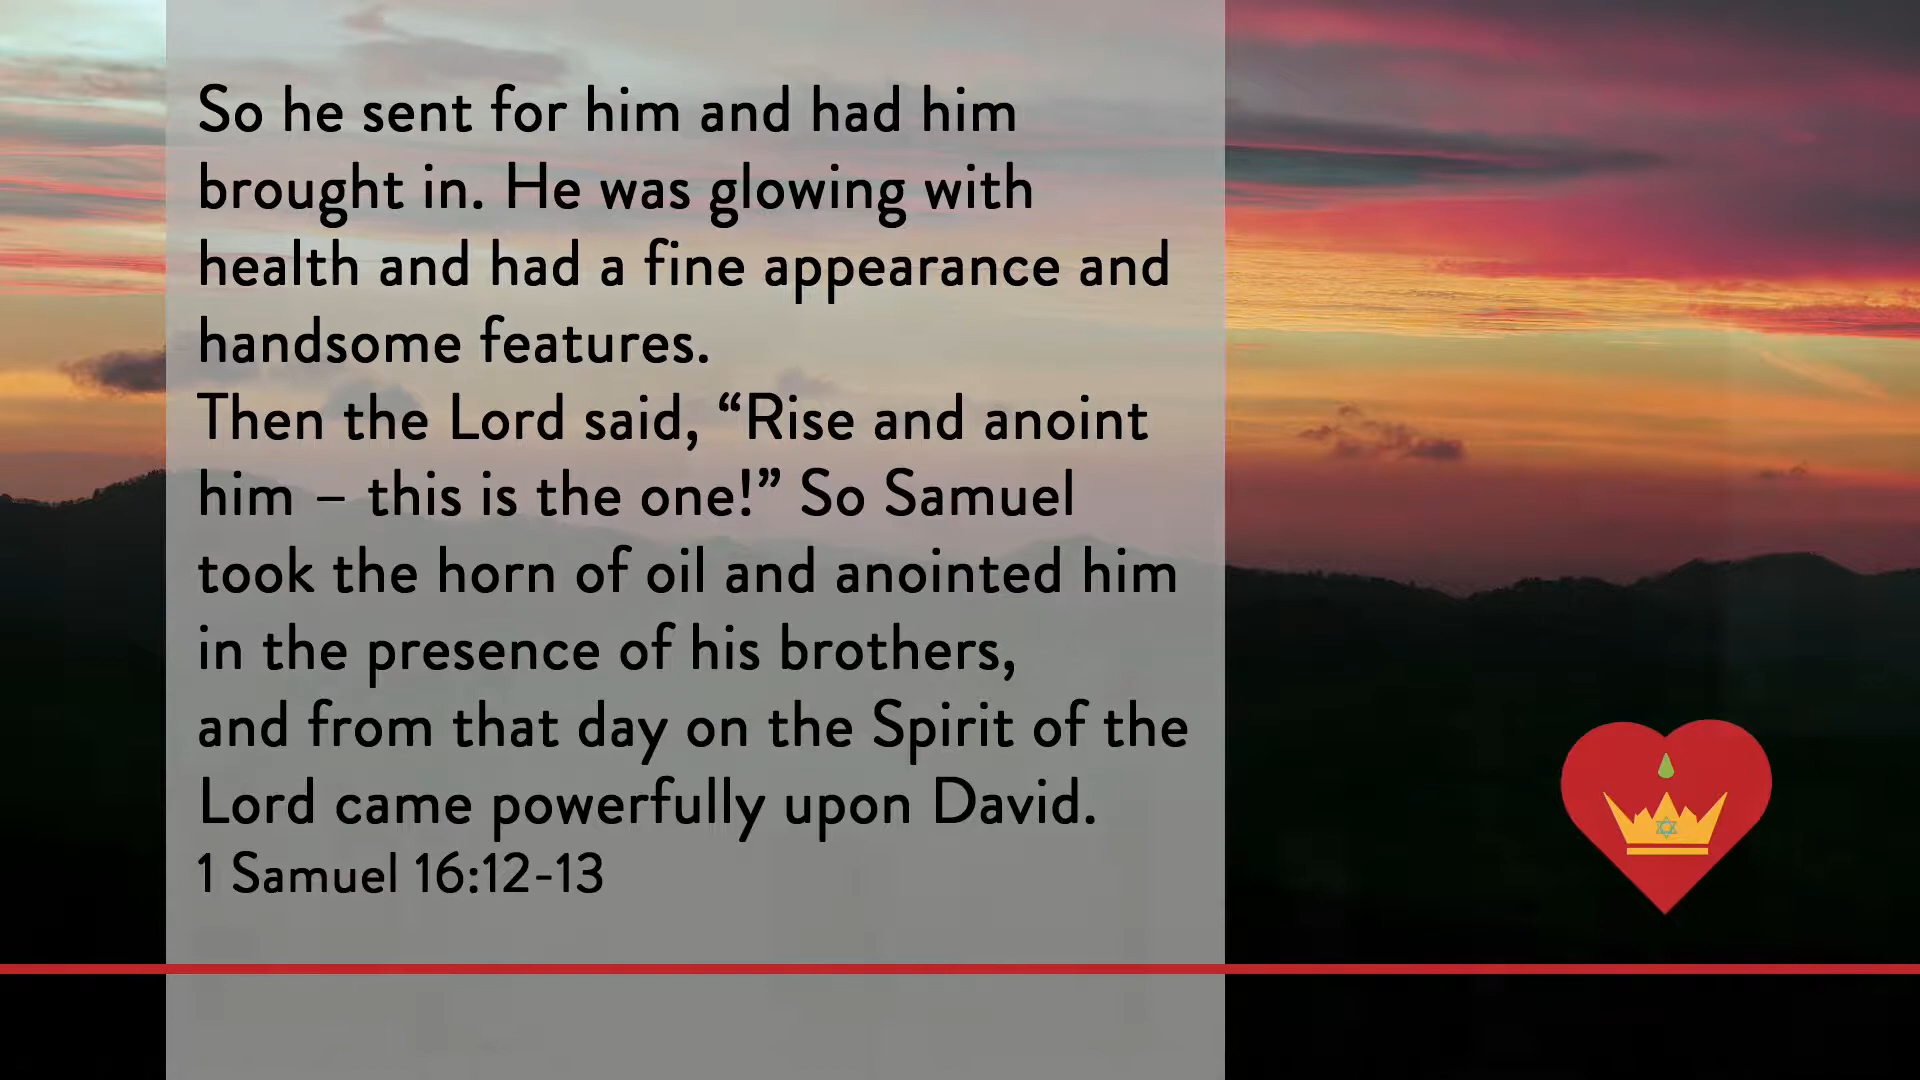 So he sent for him and had him
brought in. He was glowing with
health and had a fine appearance and
handsome features.
Then the Lord said, “Rise and anoint
him – this is the one!” So Samuel
took the horn of oil and anointed him
in the presence of his brothers,
and from that day on the Spirit of the
Lord came powerfully upon David.
1 Samuel 16:12-13